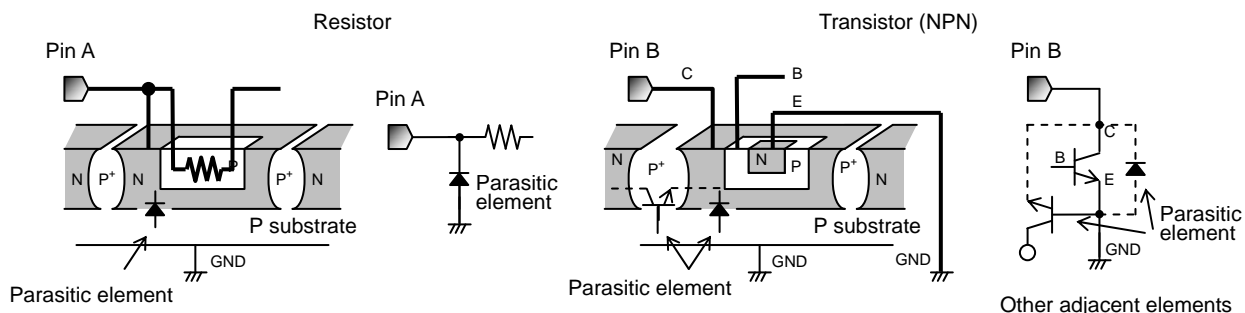 Resistor
Transistor (NPN)
Pin A
Pin B
Pin B
C
B
E
Pin A
C
N
P+
N
P
P+
N
N
P+
N
P
P+
N
B
E
Parasitic
element
P substrate
P substrate
Parasitic
element
GND
GND
GND
GND
Parasitic element
Parasitic element
Other adjacent elements